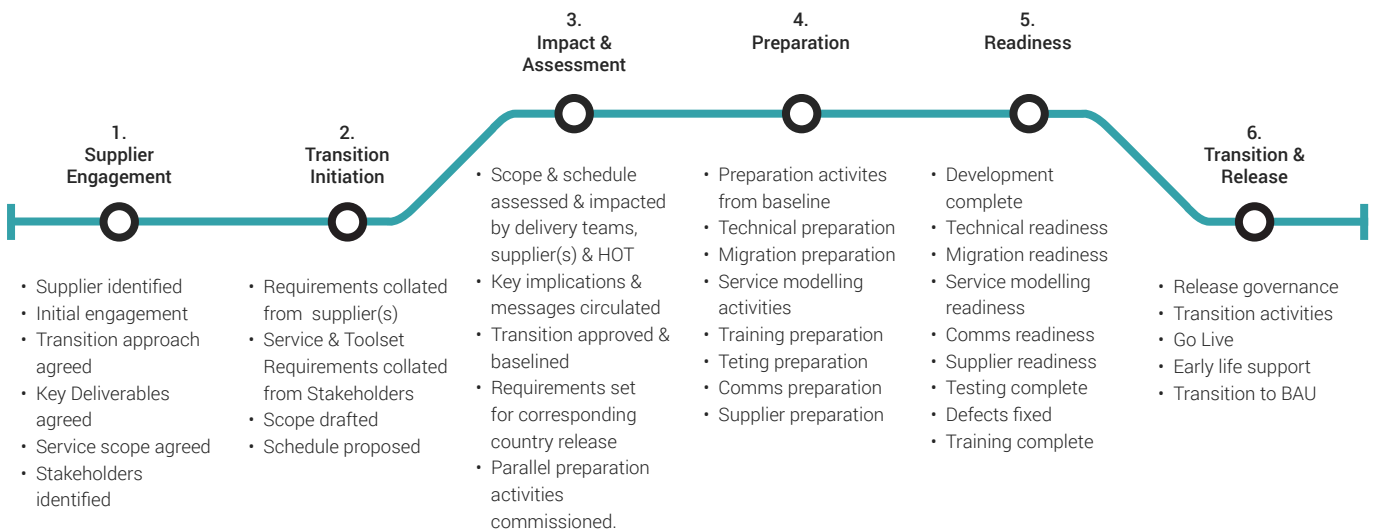 1.
Supplier
Engagement
• Supplier identified
• Initial engagement
• Transition approach
agreed
• Key Deliverables
agreed
• Service scope agreed
• Stakeholders
identified
2.
Transition
Initiation
• Requirements collated
from supplier(s)
• Service & Toolset
Requirements collated
from Stakeholders
• Scope drafted
• Schedule proposed
3.
Impact &
Assessment
• Scope & schedule
assessed & impacted
by delivery teams,
supplier(s) & HOT
• Key implications &
messages circulated
• Transition approved &
baselined
• Requirements set
for corresponding
country release
• Parallel preparation
activities
commissioned.
4.
Preparation
• Preparation activites
from baseline
• Technical preparation
• Migration preparation
• Service modelling
activities
• Training preparation
• Teting preparation
• Comms preparation
• Supplier preparation
5.
Readiness
• Development
complete
• Technical readiness
• Migration readiness
• Service modelling
readiness
• Comms readiness
• Supplier readiness
• Testing complete
• Defects fixed
• Training complete
6.
Transition &
Release
• Release governance
• Transition activities
• Go Live
• Early life support
• Transition to BAU